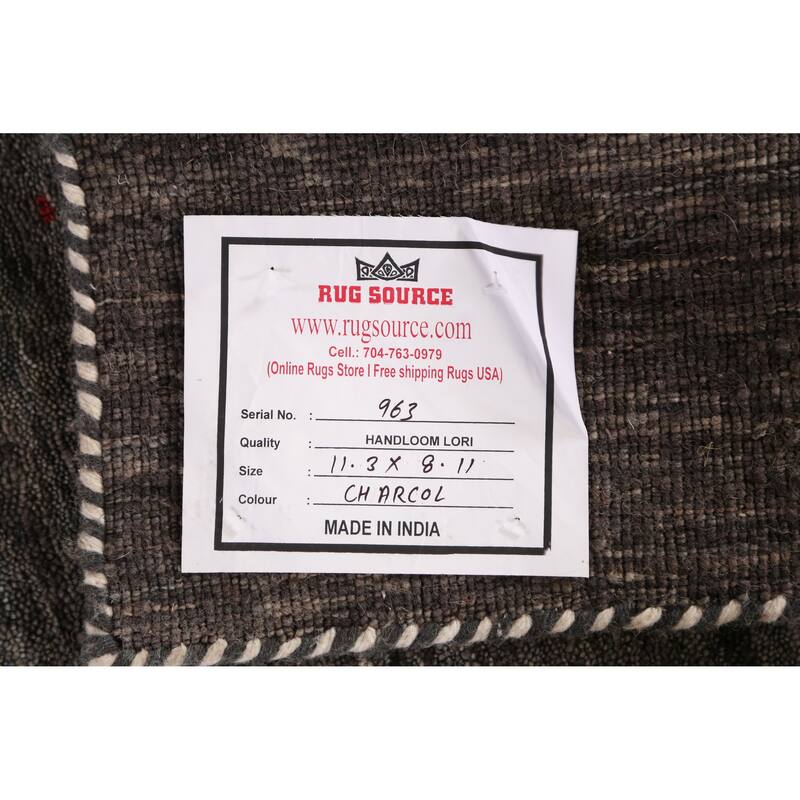 RUG SOURCE
www.rugsource.com
Cell.: 704-763-0979
(Online Rugs Store I Free shipping Rugs USA)
Serial No. : 963
Quality : HANDLOOM LORI
Size : 11.3 X 8.11
Colour : CHARCOL
MADE IN INDIA